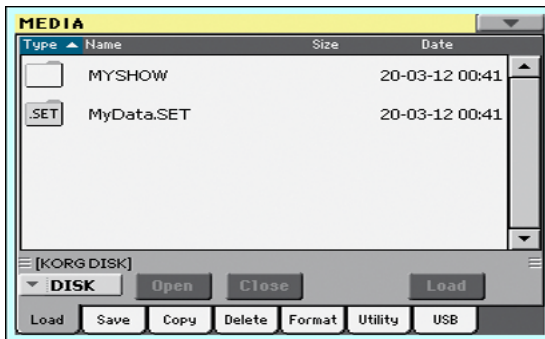 MEDIA
Type Name Size Date
MYSHOW 20-03-12 00:41
.SET MyData.SET 20-03-12 00:41
[KORG DISK]
DISK Open Close Load
Load Save Copy Delete Format Utility USB